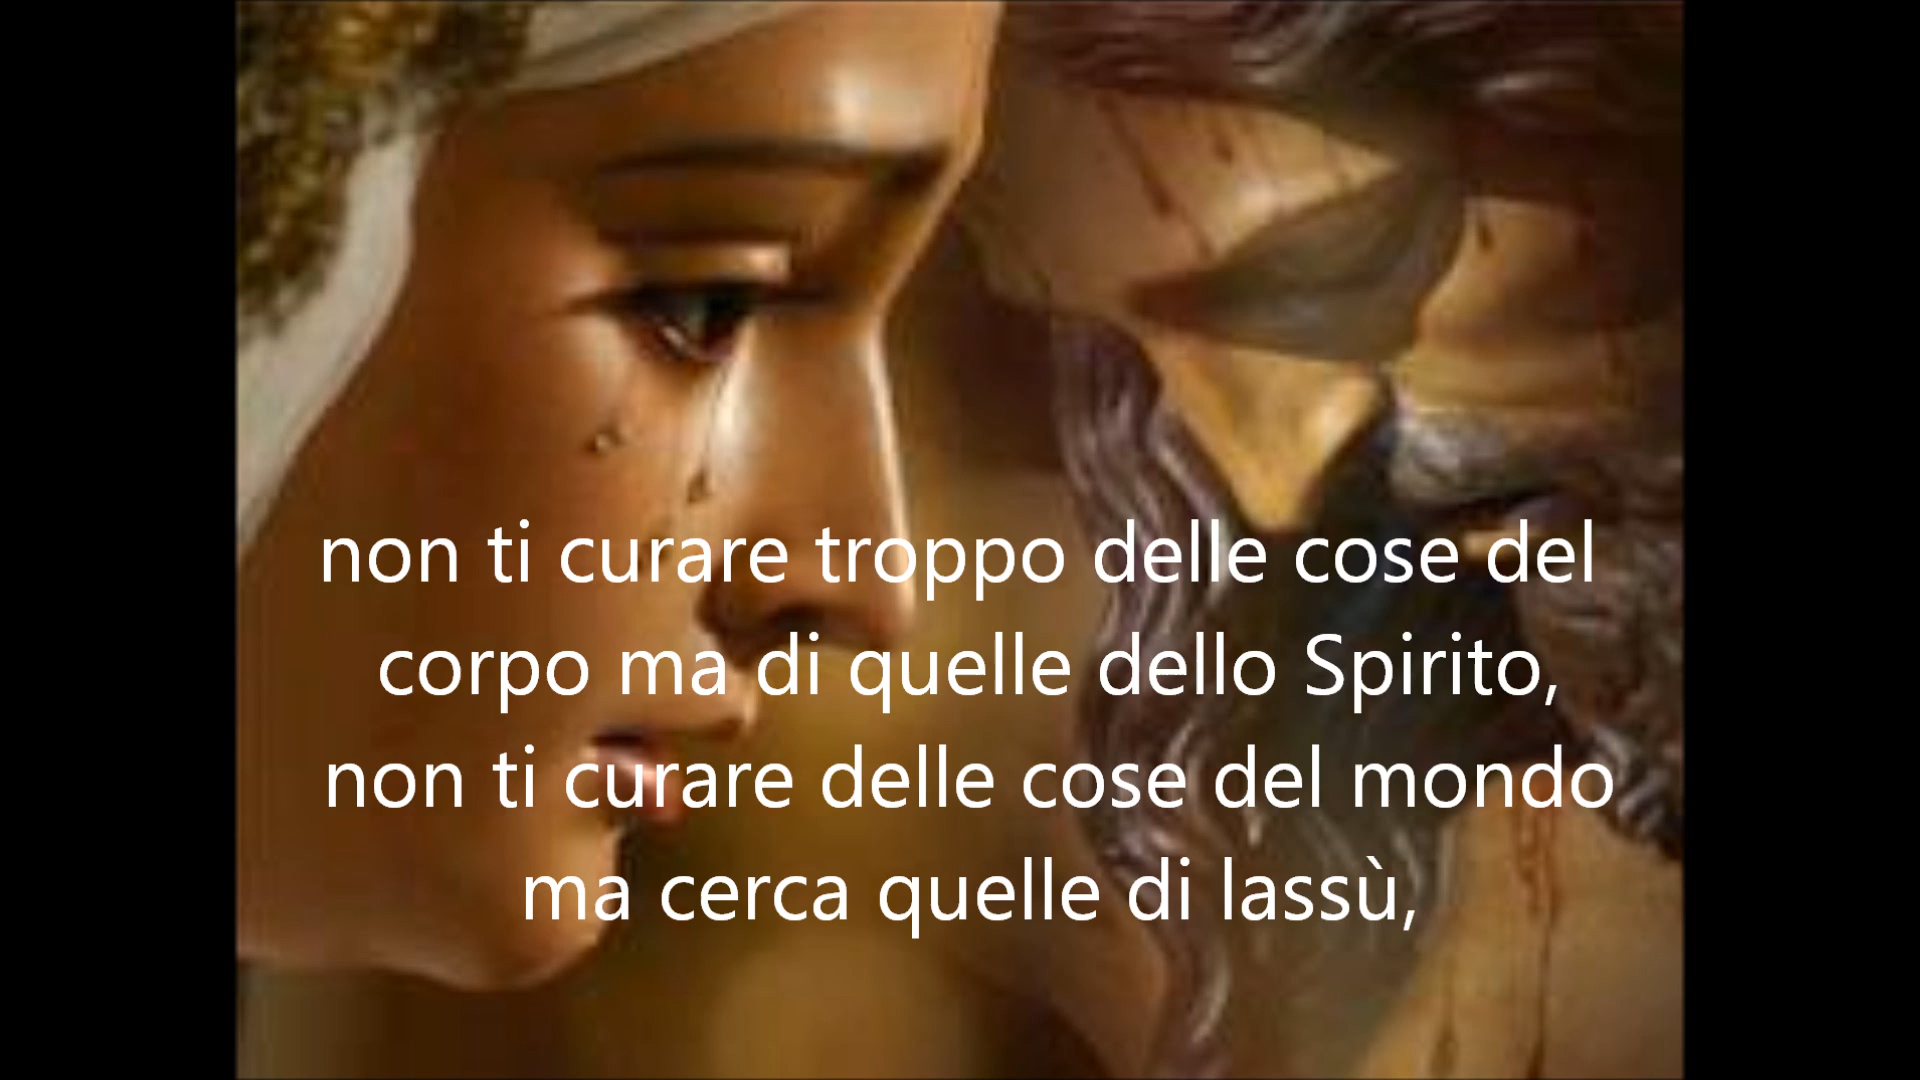 non ti curare troppo delle cose del
corpo ma di quelle dello Spirito,
non ti curare delle cose del mondo
ma cerca quelle di lassù,